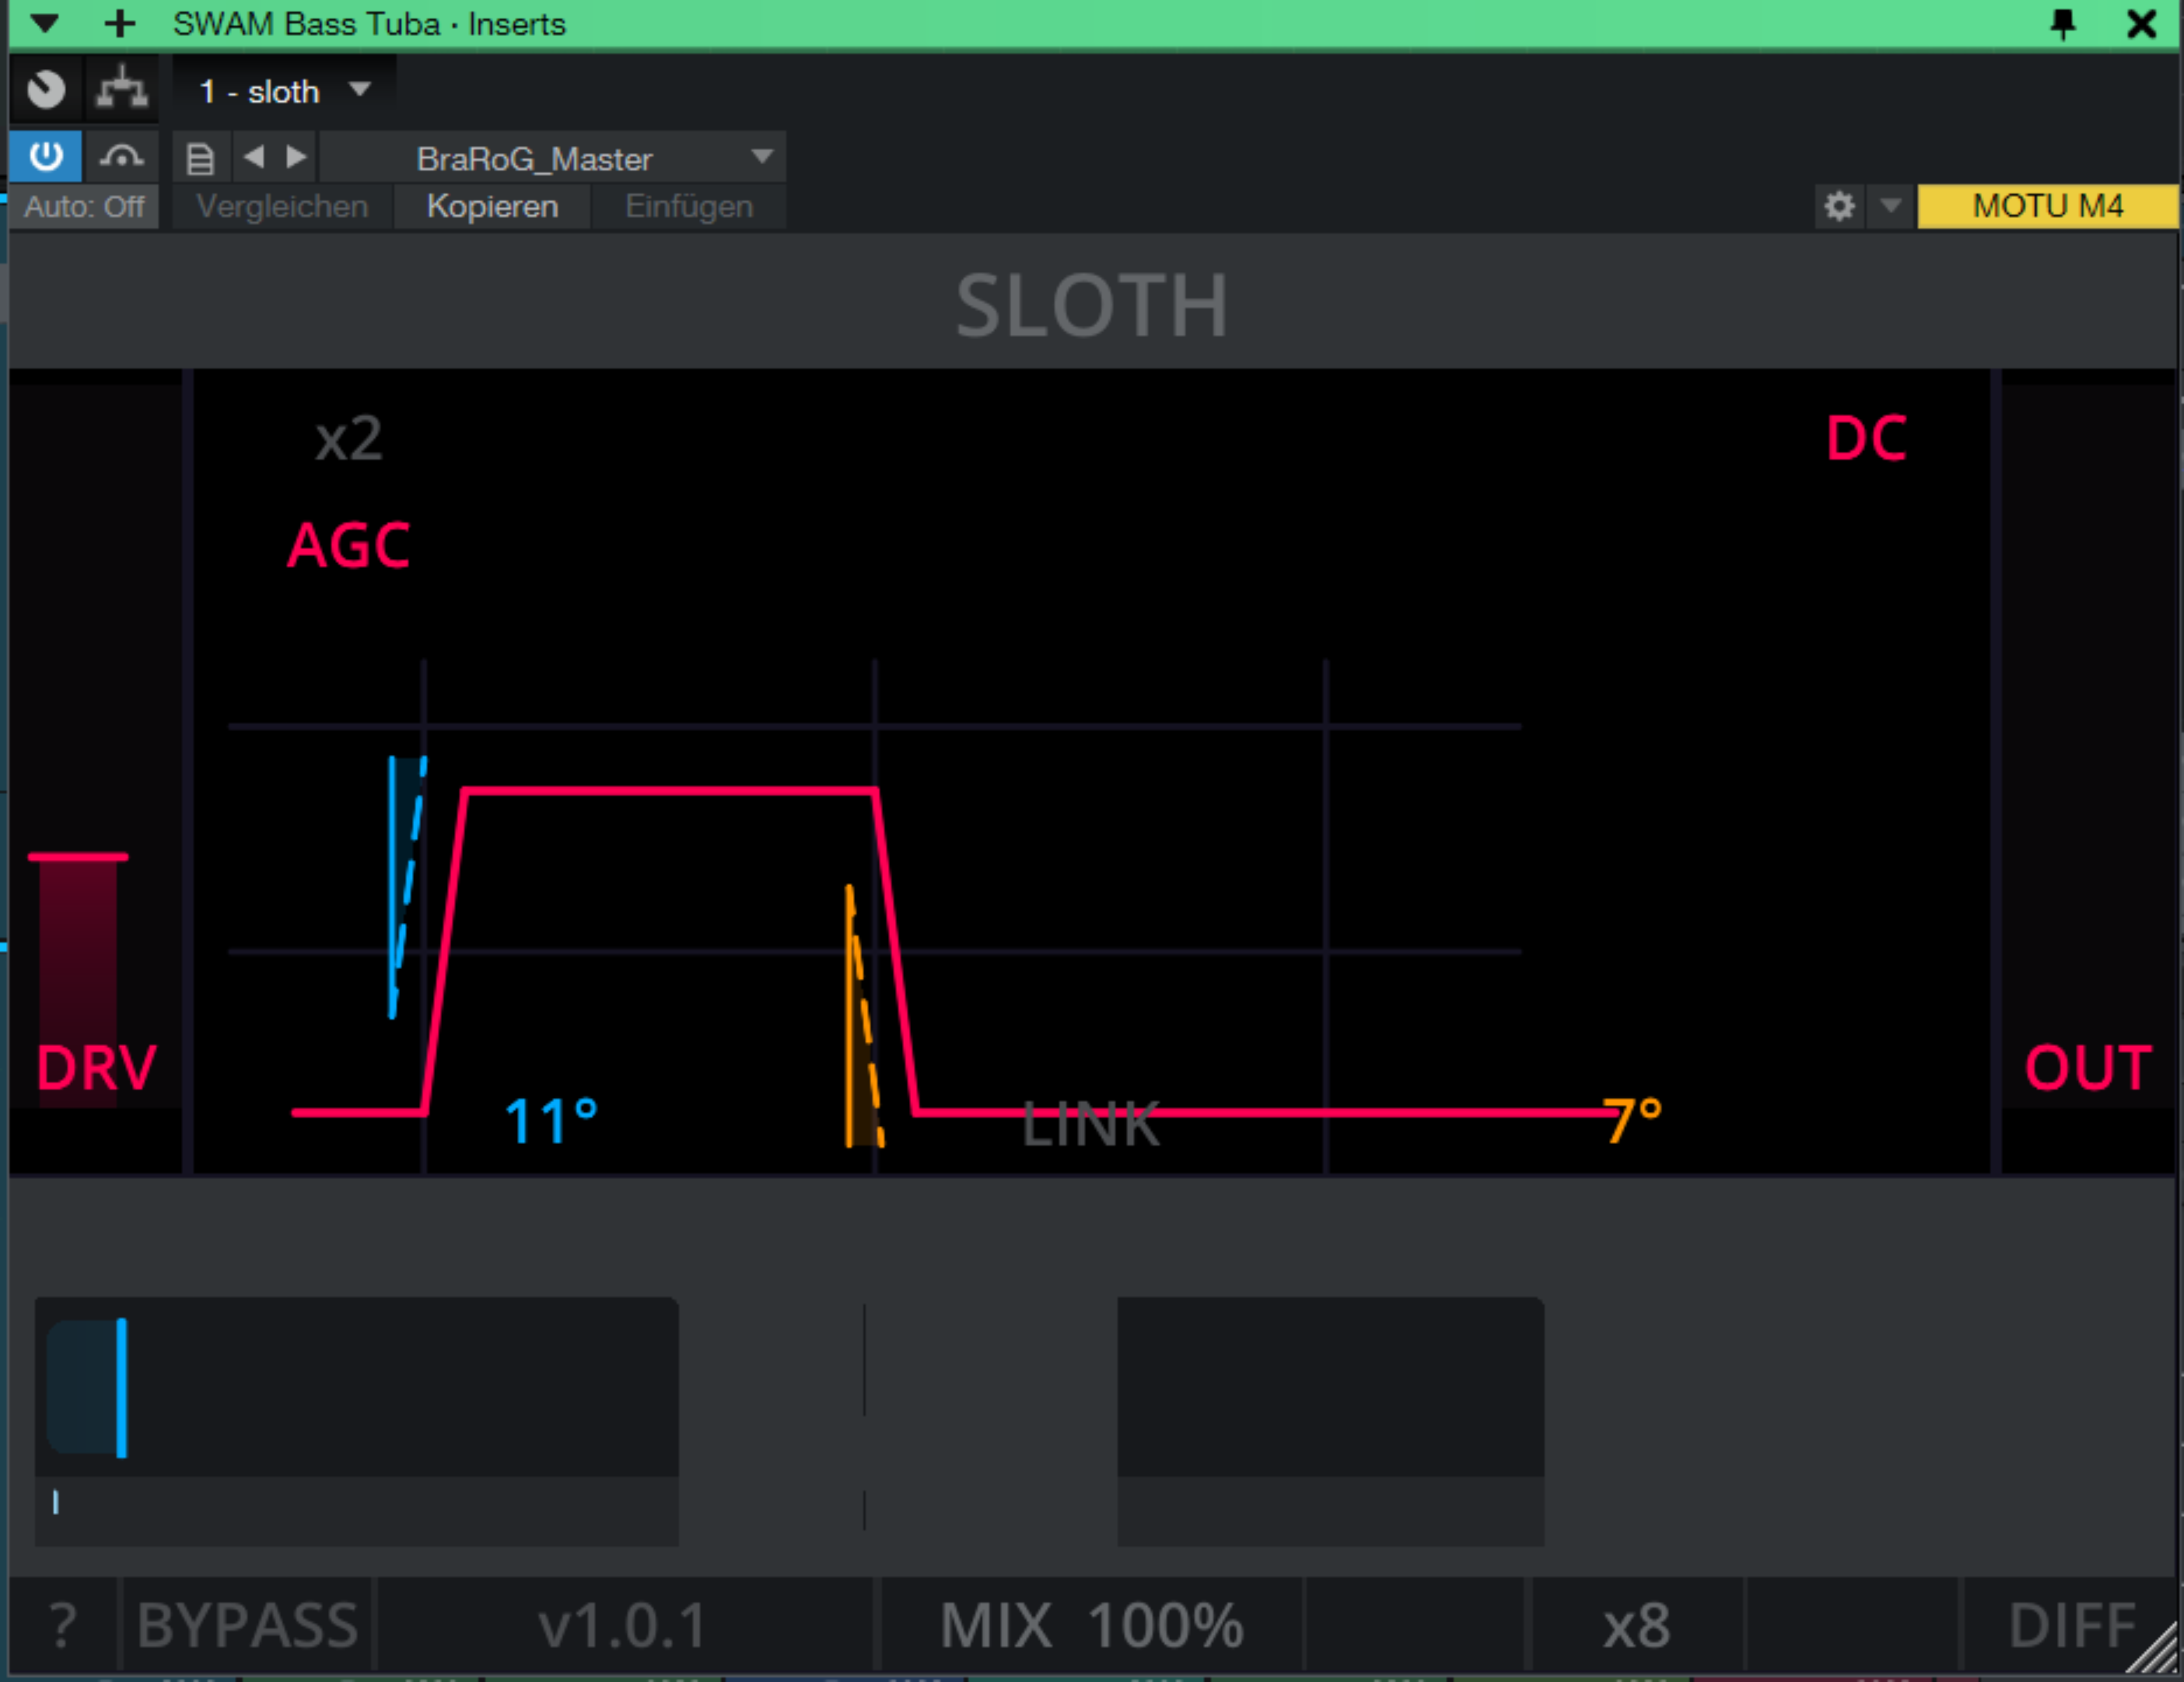 SWAM Bass Tuba · Inserts
1 - sloth
BraRoG_Master
Auto: Off Vergleichen Kopieren Einfügen MOTU M4
SLOTH
x2 DC
AGC
DRV OUT
11° LINK 7°
? BYPASS v1.0.1 MIX 100% x8 DIFF